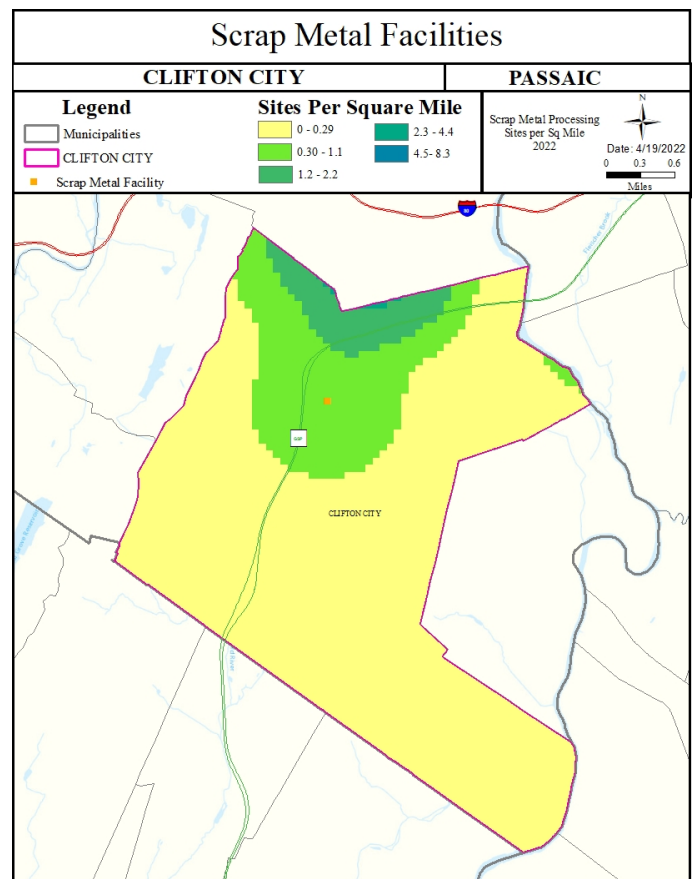 Scrap Metal Facilities
CLIFTON CITY
PASSAIC
Legend
Municipalities
CLIFTON CITY
Scrap Metal Facility
Sites Per Square Mile
0 - 0.29
0.30 - 1.1
1.2 - 2.2
2.3 - 4.4
4.5- 8.3
Scrap Metal Processing
Sites per Sq Mile
2022
N
Date: 4/19/2022
0 0.3 0.6
Miles
80
GSP
CLIFTON CITY